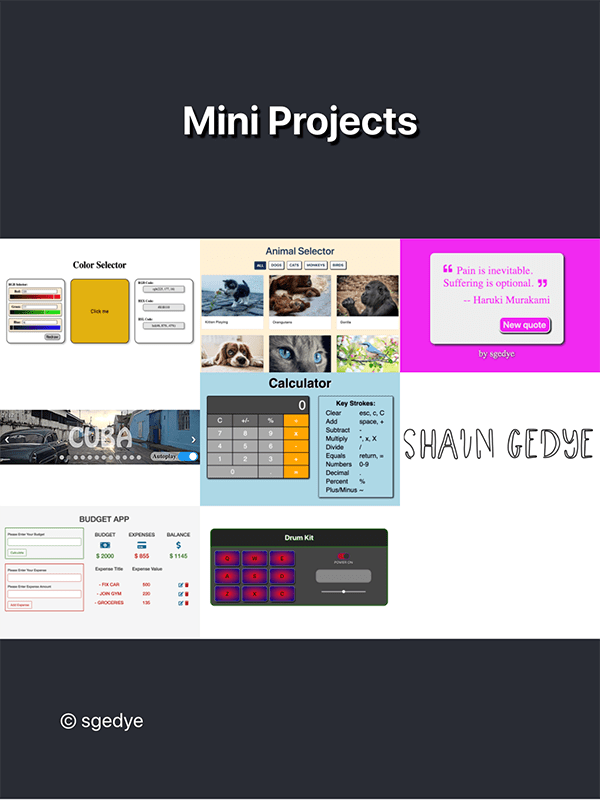 Mini Projects
Color Selector
RGB Selector
Red:
Green:
Blue:
Click me
RGB Code:
HEX Code:
HSL Code:
Animal Selector
ALL DOGS CATS MONKEYS BIRDS
Kitten Playing
Orangutans
Gorilla
❝ Pain is inevitable.
Suffering is optional. ❞
-- Haruki Murakami
New quote
by sgedye
CUBA
Autoplay
Calculator
0
C +/- %
7 8 9
4 5 6
1 2 3 +
0 . =
Key Strokes:
Clear esc, c, C
Add space, +
Subtract -
Multiply *, x, X
Divide /
Equals return, =
Numbers 0-9
Decimal .
Percent %
Plus/Minus ~
SHAUN GEDYE
BUDGET APP
Please Enter Your Budget
Calculate
Please Enter Your Expense
Please Enter Expense Amount
Add Expense
BUDGET EXPENSES BALANCE
$ 2000 $ 855 $ 1145
Expense Title Expense Value
- FIX CAR 500
- JOIN GYM 220
- GROCERIES 135
Drum Kit
Q W E
A S D
Z X C
POWER ON
© sgedye